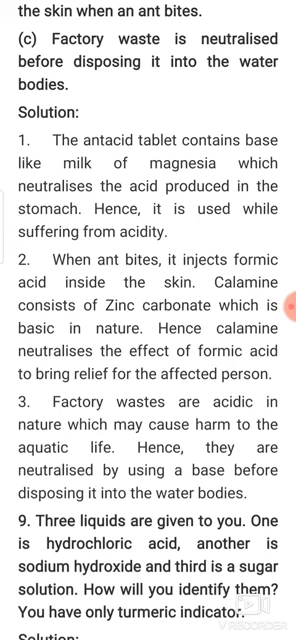 the skin when an ant bites.
(c) Factory waste is neutralised
before disposing it into the water
bodies.
Solution:
1. The antacid tablet contains base
like milk of magnesia which
neutralises the acid produced in the
stomach. Hence, it is used while
suffering from acidity.
2. When ant bites, it injects formic
acid inside the skin. Calamine
consists of Zinc carbonate which is
basic in nature. Hence calamine
neutralises the effect of formic acid
to bring relief for the affected person.
3. Factory wastes are acidic in
nature which may cause harm to the
aquatic life. Hence, they are
neutralised by using a base before
disposing it into the water bodies.
9. Three liquids are given to you. One
is hydrochloric acid, another is
sodium hydroxide and third is a sugar
solution. How will you identify them?
You have only turmeric indicator.
V RECORDER
Solution: